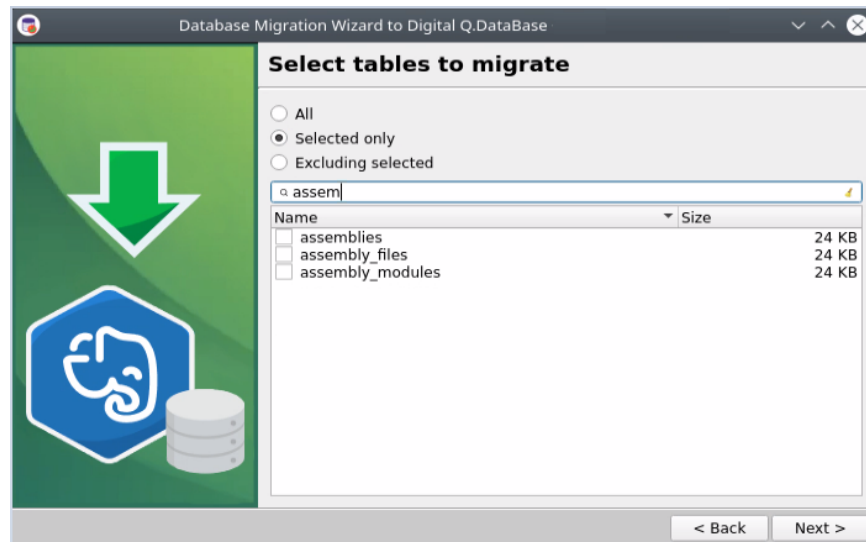 Database Migration Wizard to Digital Q.DataBase
Select tables to migrate
All
Selected only
Excluding selected
assem
Name Size
assemblies 24 KB
assembly_files 24 KB
assembly_modules 24 KB
< Back Next >